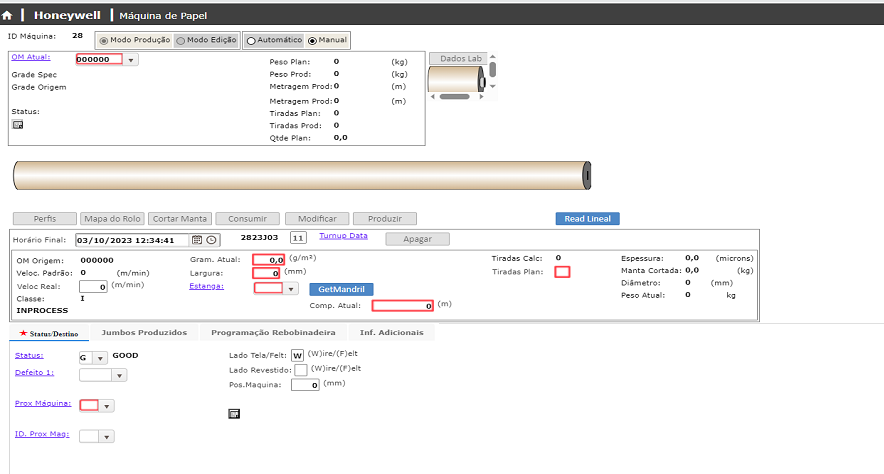 Honeywell Máquina de Papel
ID Máquina: 28 Modo Produção Modo Edição Automático Manual
OM Atual: 000000
Grade Spec
Grade Origem
Status:
Peso Plan: 0 (kg)
Peso Prod: 0 (kg)
Metragem Prod: 0 (m)
Metragem Prod: 0 (m)
Tiradas Plan: 0
Tiradas Prod: 0
Qtde Plan: 0,0
Dados Lab
Perfis Mapa do Rolo Cortar Manta Consumir Modificar Produzir Read Lineal
Horário Final: 03/10/2023 12:34:41 2823J03 11 Turnup Data Apagar
OM Origem: 000000
Veloc. Padrão: 0 (m/min)
Veloc Real: 0 (m/min)
Classe: I
INPROCESS
Gram. Atual: 0,0 (g/m²)
Largura: 0 (mm)
Estanga: GetMandril
Comp. Atual: 0 (m)
Tiradas Calc: 0
Tiradas Plan:
Espessura: 0,0 (microns)
Manta Cortada: 0,0 (kg)
Diâmetro: 0 (mm)
Peso Atual: 0 kg
Status/Destino Jumbos Produzidos Programação Rebobinadeira Inf. Adicionais
Status: G GOOD
Defeito 1:
Prox Máquina:
ID. Prox Maq:
Lado Tela/Felt: W (W)ire/(F)elt
Lado Revestido: (W)ire/(F)elt
Pos.Maquina: 0 (mm)